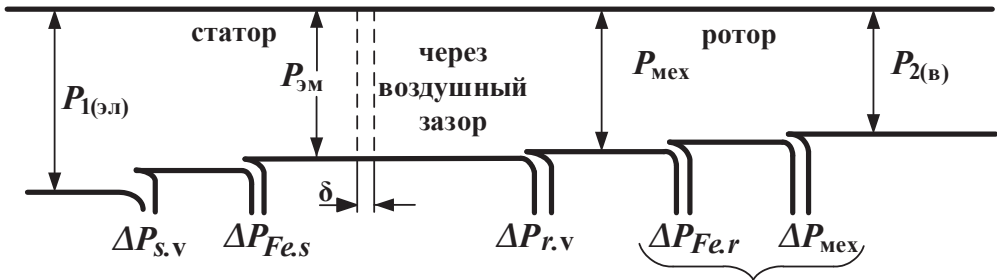 статор
через
воздушный
зазор
ротор
P1(эл)
Pэм
Pмех
P2(в)
δ
ΔPs.v
ΔPFe.s
ΔPr.v
ΔPFe.r
ΔPмех